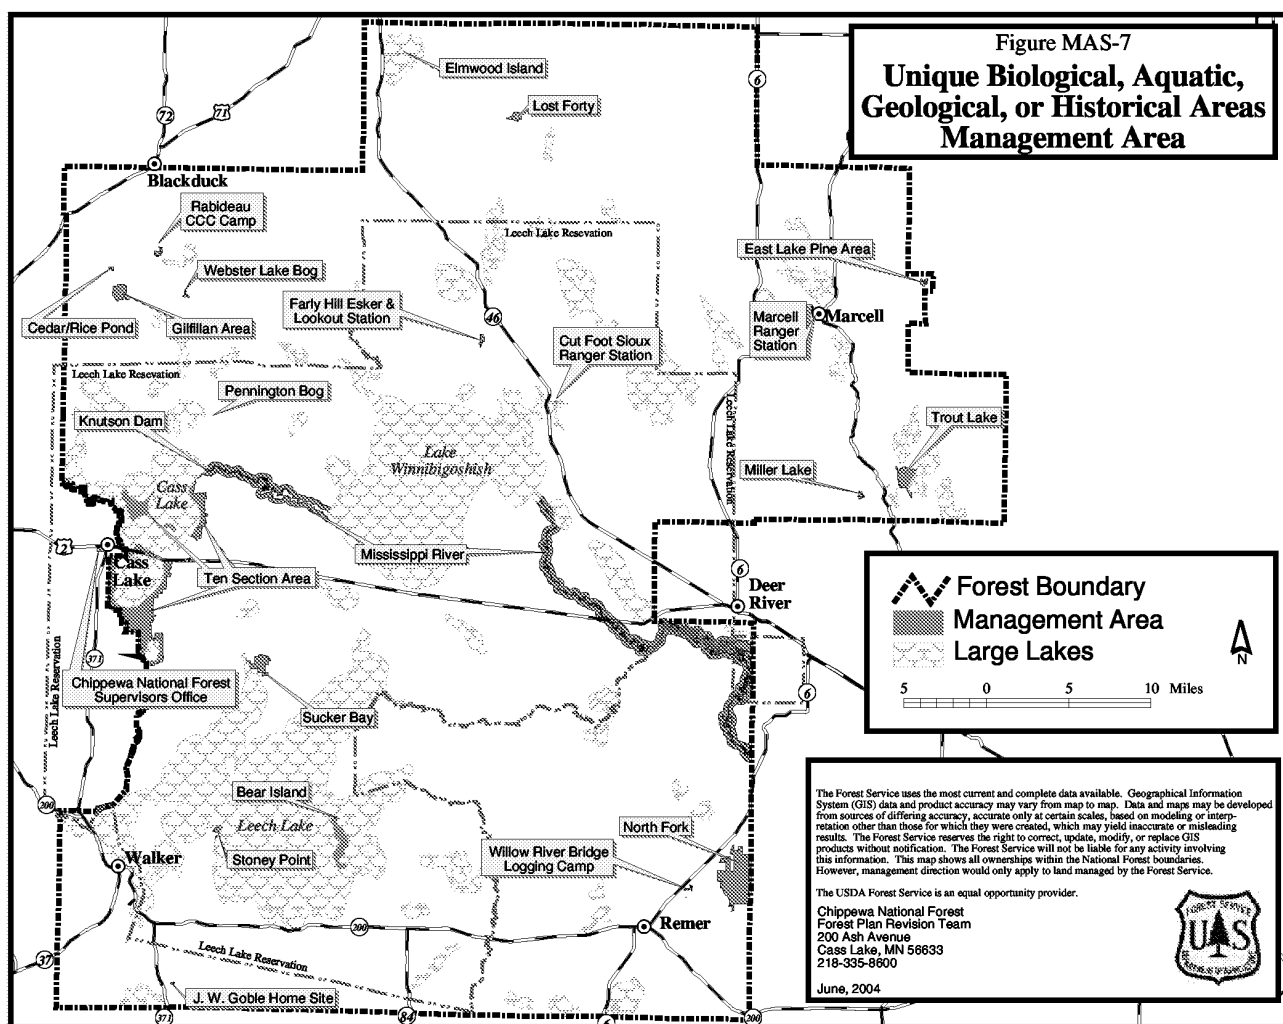 Figure MAS-7
Unique Biological, Aquatic,
Geological, or Historical Areas
Management Area
Elmwood Island
Lost Forty
6
72
71
Blackduck
Rabideau
CCC Camp
Leech Lake Resevation
East Lake Pine Area
Webster Lake Bog
Farly Hill Esker &
Lookout Station
46
Marcell
Ranger
Station
Marcell
Cedar/Rice Pond
Gilfillan Area
Cut Foot Sioux
Ranger Station
Leech Lake Resevation
Pennington Bog
Knutson Dam
Leech Lake Reservation
Trout Lake
Lake
Winnibigoshish
Miller Lake
Cass
Lake
2
Mississippi River
Cass
Lake
Ten Section Area
6
Deer
River
Forest Boundary
Management Area
Large Lakes
N
5 0 5 10 Miles
371
Leech Lake Reservation
Chippewa National Forest
Supervisors Office
6
Sucker Bay
200
Bear Island
Leech Lake
Stoney Point
North Fork
Willow River Bridge
Logging Camp
Walker
Remer
200
37
Leech Lake Reservation
J. W. Goble Home Site
371
84
6
200
The Forest Service uses the most current and complete data available. Geographical Information
System (GIS) data and product accuracy may vary from map to map. Data and maps may be developed
from sources of differing accuracy, accurate only at certain scales, based on modeling or interp-
retation other than those for which they were created, which may yield inaccurate or misleading
results. The Forest Service reserves the right to correct, update, modify, or replace GIS
products without notification. The Forest Service will not be liable for any activity involving
this information. This map shows all ownerships within the National Forest boundaries.
However, management direction would only apply to land managed by the Forest Service.
The USDA Forest Service is an equal opportunity provider.
Chippewa National Forest
Forest Plan Revision Team
200 Ash Avenue
Cass Lake, MN 56633
218-335-8600
June, 2004
FOREST SERVICE
U S